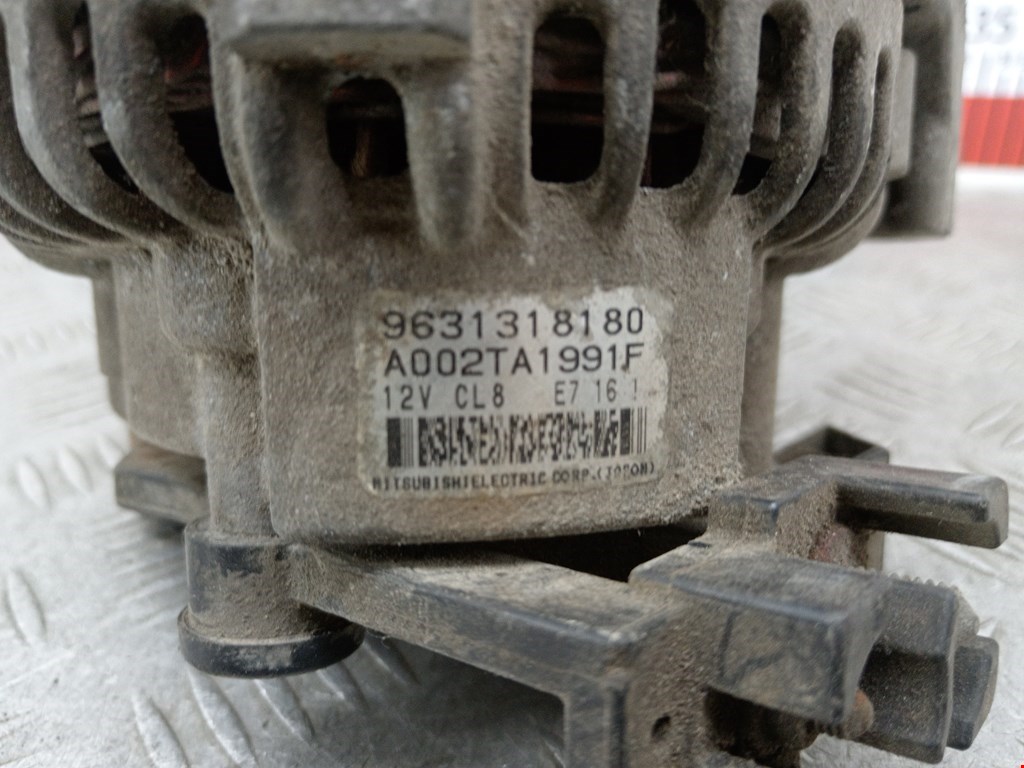 9631318180
A002TA1991F
12V CL8 E7 16
MITSUBISHI ELECTRIC CORP.(JAPAN)